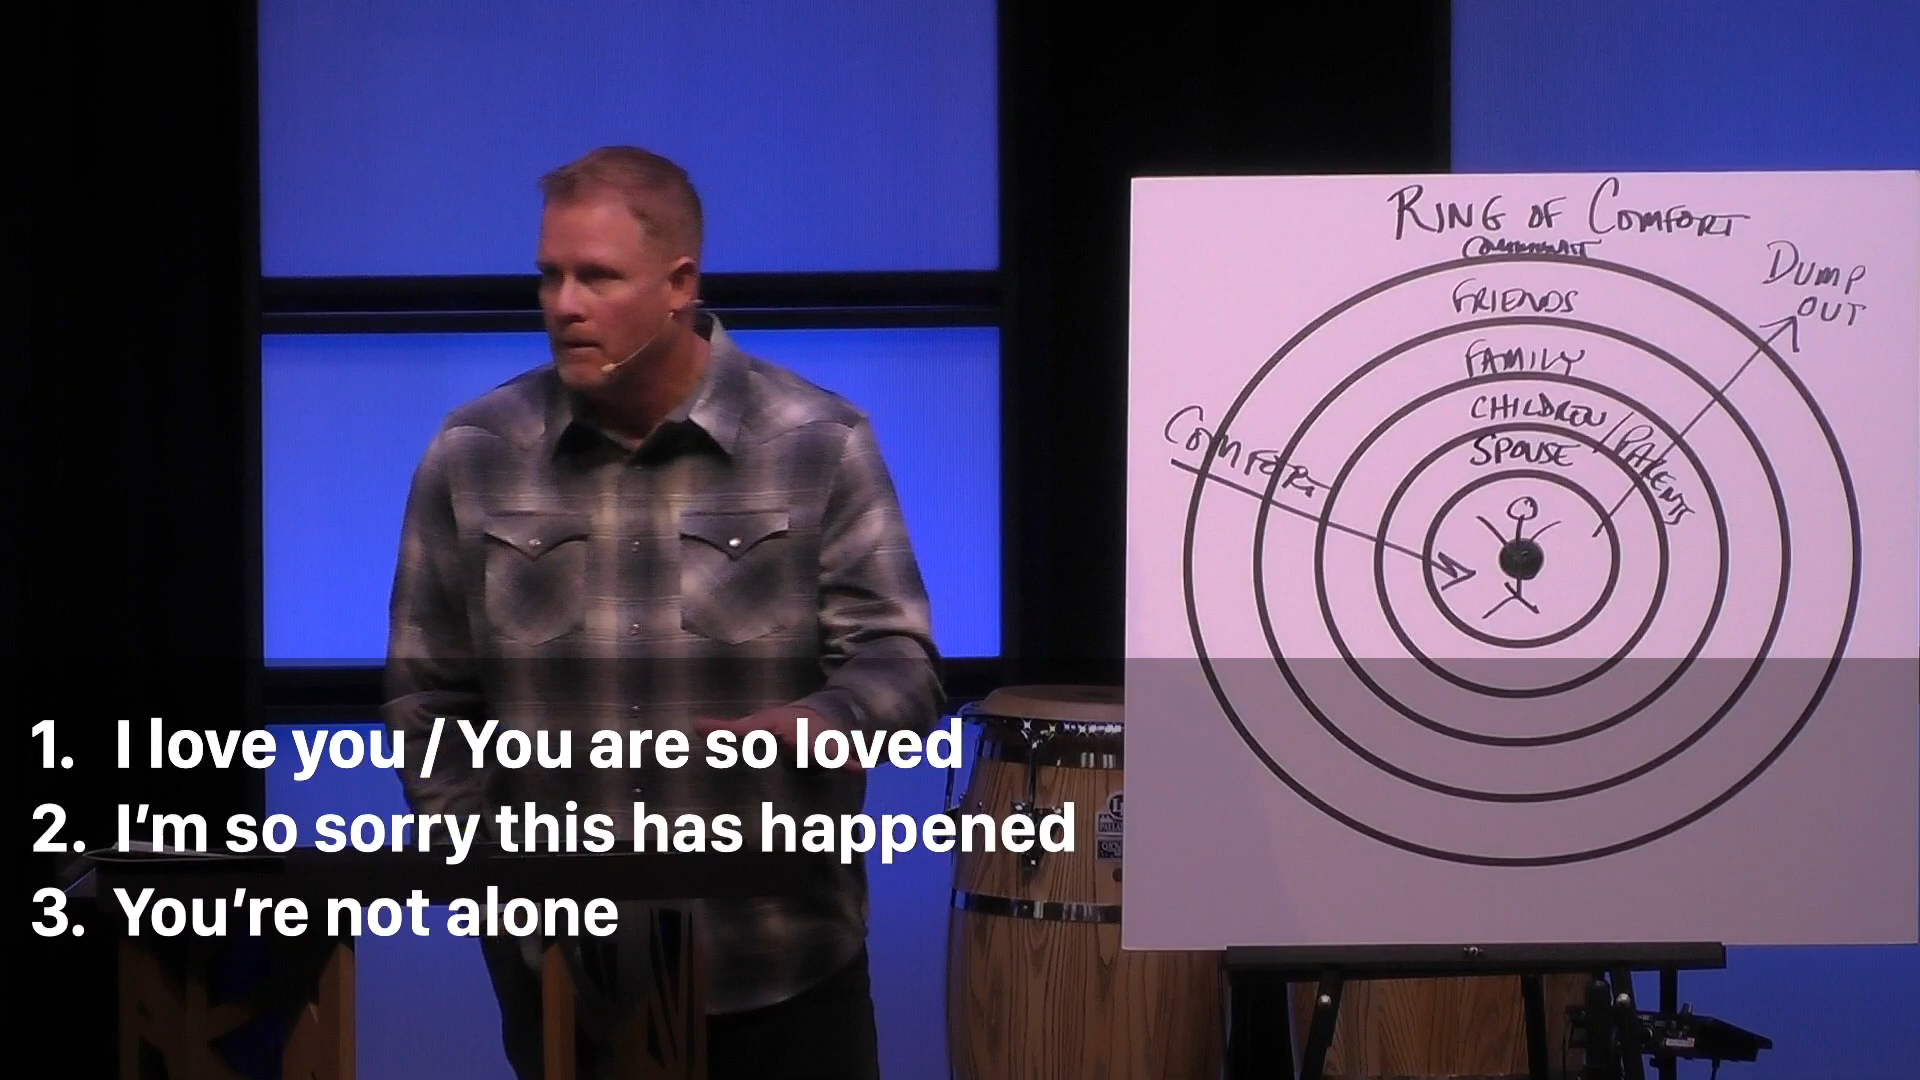 RING OF COMFORT
DUMP
OUT
FRIENDS
FAMILY
CHILDREN/PARENTS
SPOUSE
COMFORT
1. I love you / You are so loved
2. I’m so sorry this has happened
3. You’re not alone